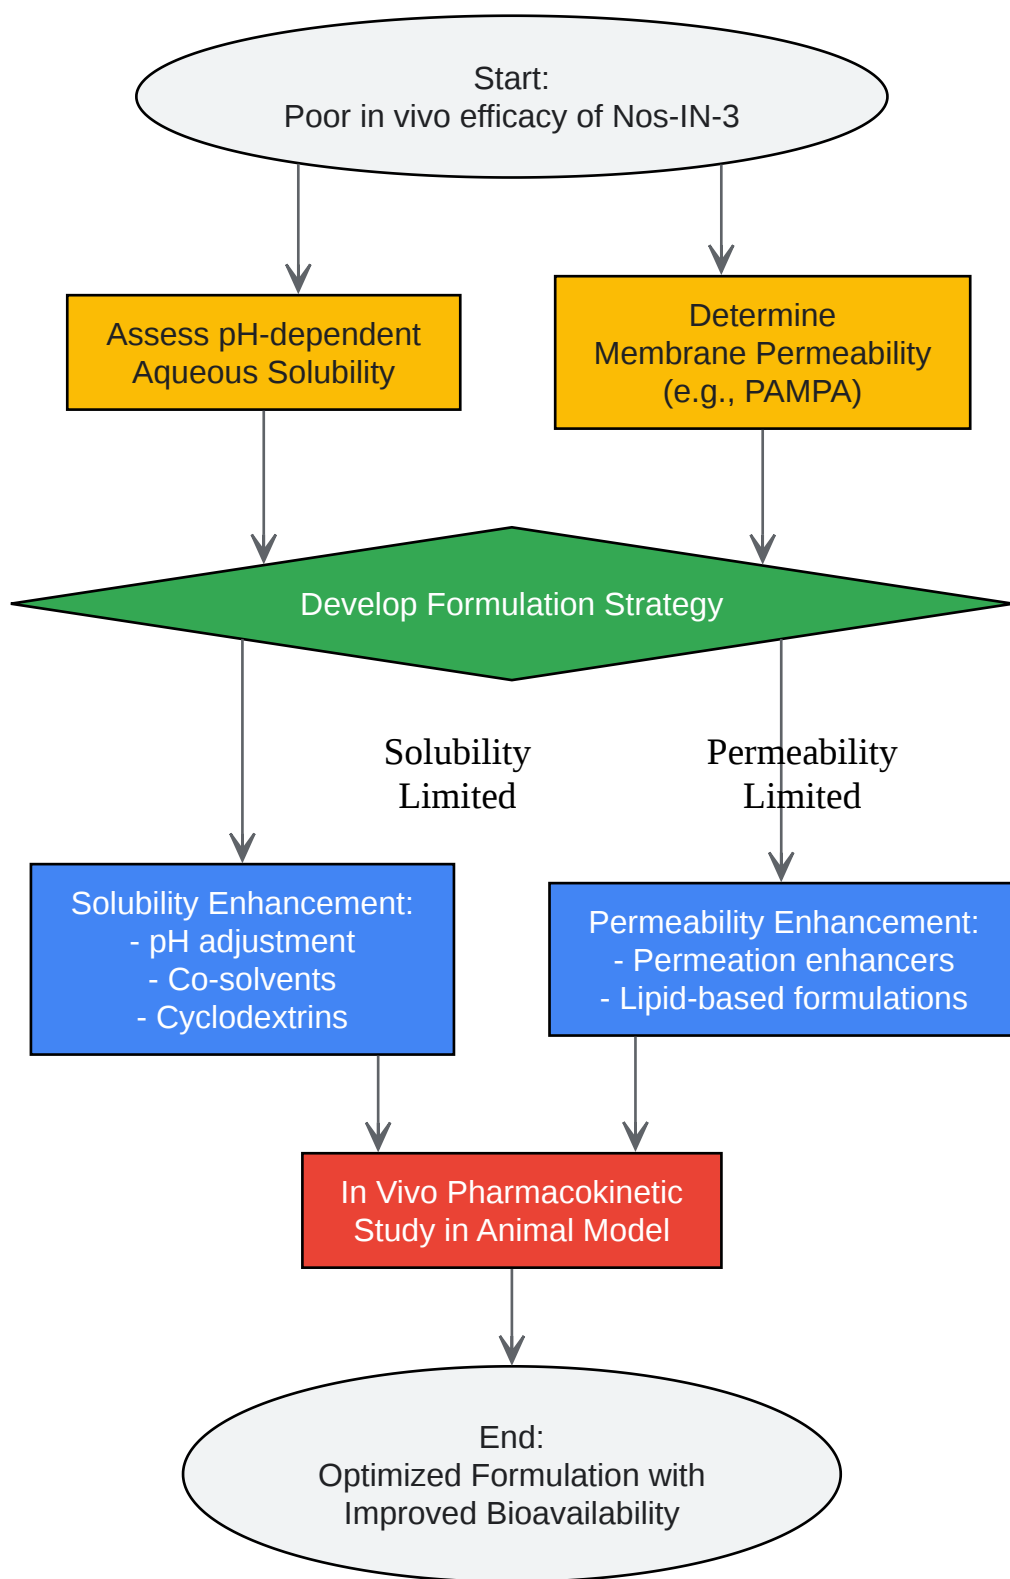 Start:
Poor in vivo efficacy of Nos-IN-3
Assess pH-dependent
Aqueous Solubility
Determine
Membrane Permeability
(e.g., PAMPA)
Develop Formulation Strategy
Solubility
Limited
Permeability
Limited
Solubility Enhancement:
- pH adjustment
- Co-solvents
- Cyclodextrins
Permeability Enhancement:
- Permeation enhancers
- Lipid-based formulations
In Vivo Pharmacokinetic
Study in Animal Model
End:
Optimized Formulation with
Improved Bioavailability